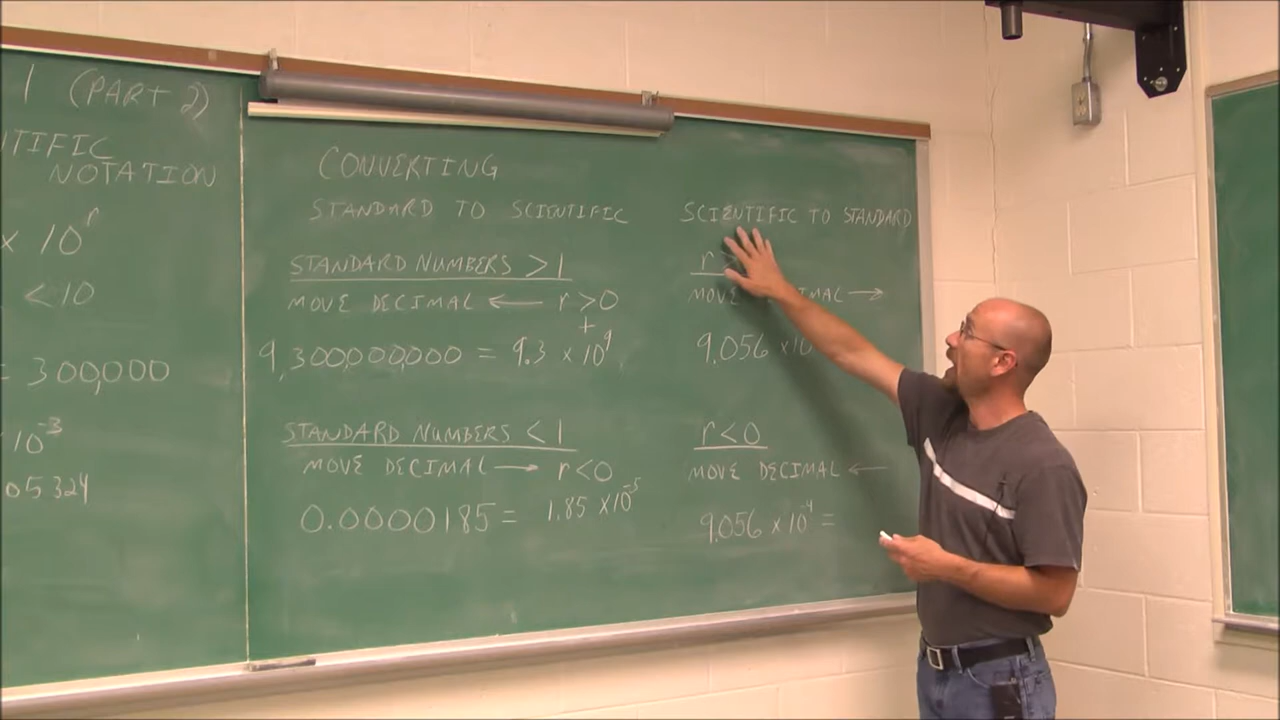 1 (PART 2)
NTIFIC
NOTATION
× 10^r
< 10
= 300,000
10^-3
05324
CONVERTING
STANDARD TO SCIENTIFIC
STANDARD NUMBERS > 1
MOVE DECIMAL ← r > 0
+
9,300,000,000 = 9.3 × 10^9
STANDARD NUMBERS < 1
MOVE DECIMAL → r < 0
0.0000185 = 1.85 × 10^-5
SCIENTIFIC TO STANDARD
r
MOVE IMAL →
9.056 × 10
r < 0
MOVE DECIMAL ←
9.056 × 10^-4 =